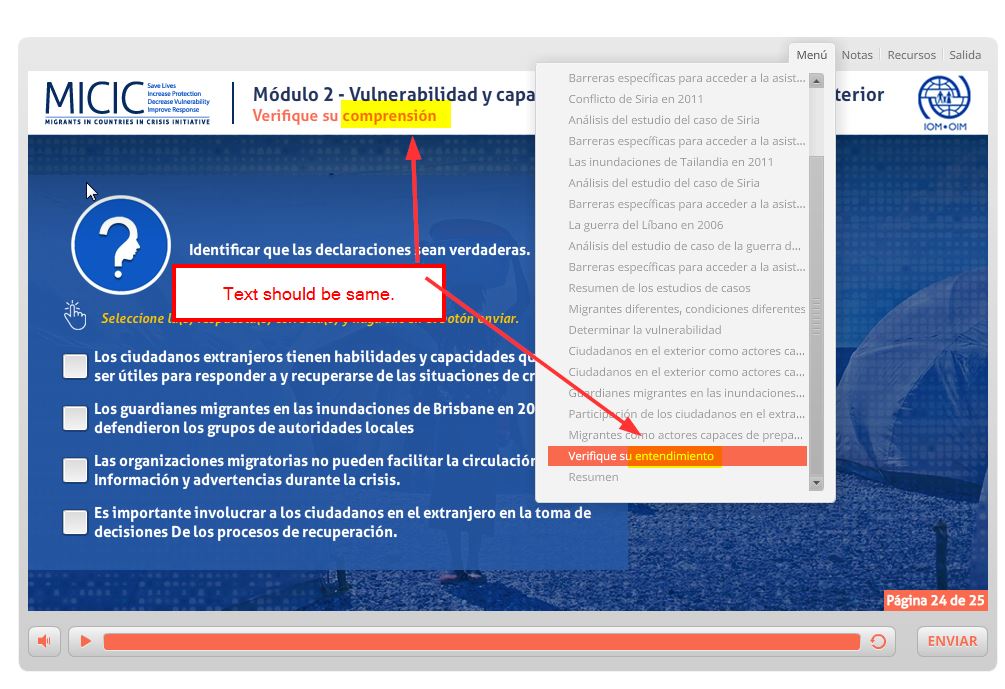 Menú Notas Recursos Salida
MICIC
Save Lives
Increase Protection
Decrease Vulnerability
Improve Response
MIGRANTS IN COUNTRIES IN CRISIS INITIATIVE
Módulo 2 - Vulnerabilidad y capa
terior
Verifique su comprensión
IOM•OIM
Barreras específicas para acceder a la asist...
Conflicto de Siria en 2011
Análisis del estudio del caso de Siria
Barreras específicas para acceder a la asist...
Las inundaciones de Tailandia en 2011
Análisis del estudio del caso de Siria
Barreras específicas para acceder a la asist...
La guerra del Líbano en 2006
Análisis del estudio de caso de la guerra d...
Barreras específicas para acceder a la asist...
Resumen de los estudios de casos
Migrantes diferentes, condiciones diferentes
Determinar la vulnerabilidad
Ciudadanos en el exterior como actores ca...
Ciudadanos en el exterior como actores ca...
Guardianes migrantes en las inundaciones...
Participación de los ciudadanos en el extra...
Migrantes como actores capaces de prepa...
Verifique su entendimiento
Resumen
Identificar que las declaraciones sean verdaderas.
Text should be same.
Seleccione enviar.
Los ciudadanos extranjeros tienen habilidades y capacidades
ser útiles para responder a y recuperarse de las situaciones de
Los guardianes migrantes en las inundaciones de Brisbane en 20
defendieron los grupos de autoridades locales
Las organizaciones migratorias no pueden facilitar la circulación
Información y advertencias durante la crisis.
Es importante involucrar a los ciudadanos en el extranjero en la toma de
decisiones De los procesos de recuperación.
Página 24 de 25
ENVIAR